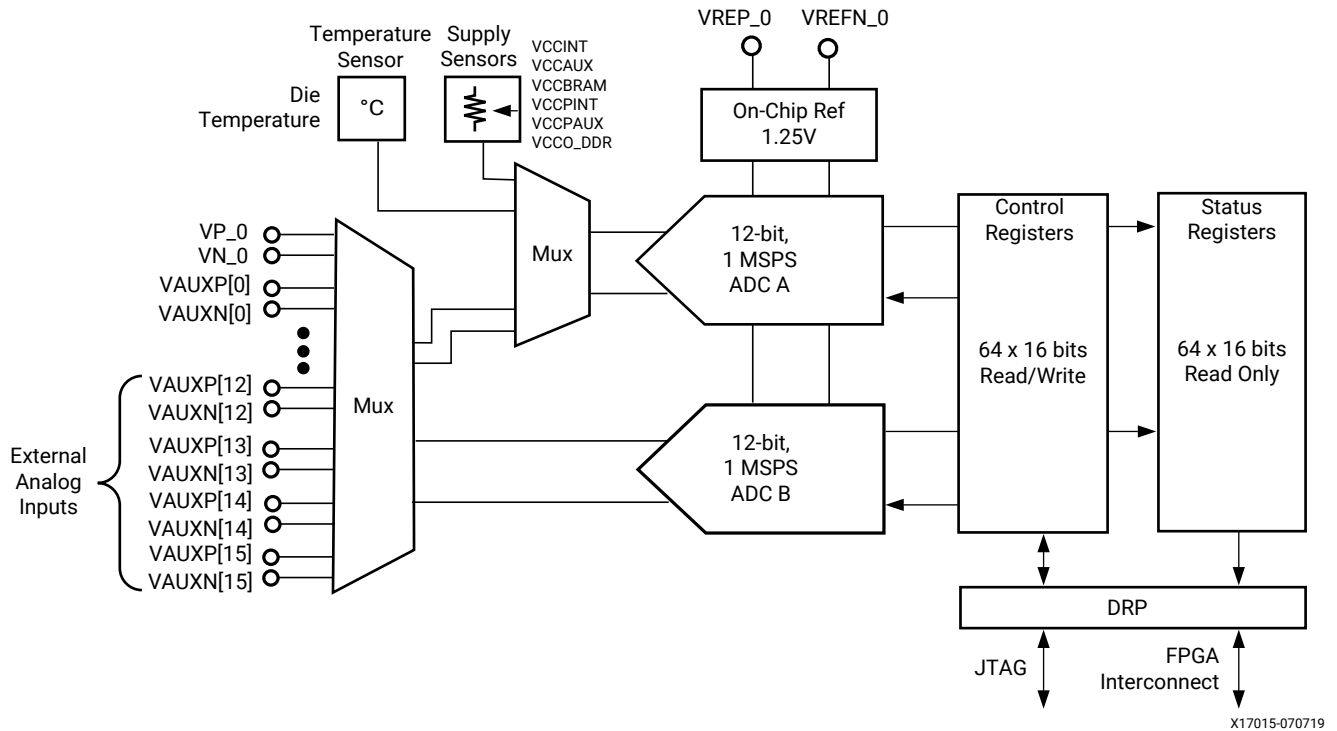 VREP_0
VREFN_0
Temperature
Sensor
Supply
Sensors
VCCINT
VCCAUX
VCCBRAM
VCCPINT
VCCPAUX
VCCO_DDR
Die
Temperature
°C
On-Chip Ref
1.25V
VP_0
VN_0
VAUXP[0]
VAUXN[0]
VAUXP[12]
VAUXN[12]
VAUXP[13]
VAUXN[13]
VAUXP[14]
VAUXN[14]
VAUXP[15]
VAUXN[15]
External
Analog
Inputs
Mux
Mux
12-bit,
1 MSPS
ADC A
12-bit,
1 MSPS
ADC B
Control
Registers
64 x 16 bits
Read/Write
Status
Registers
64 x 16 bits
Read Only
DRP
JTAG
FPGA
Interconnect
X17015-070719